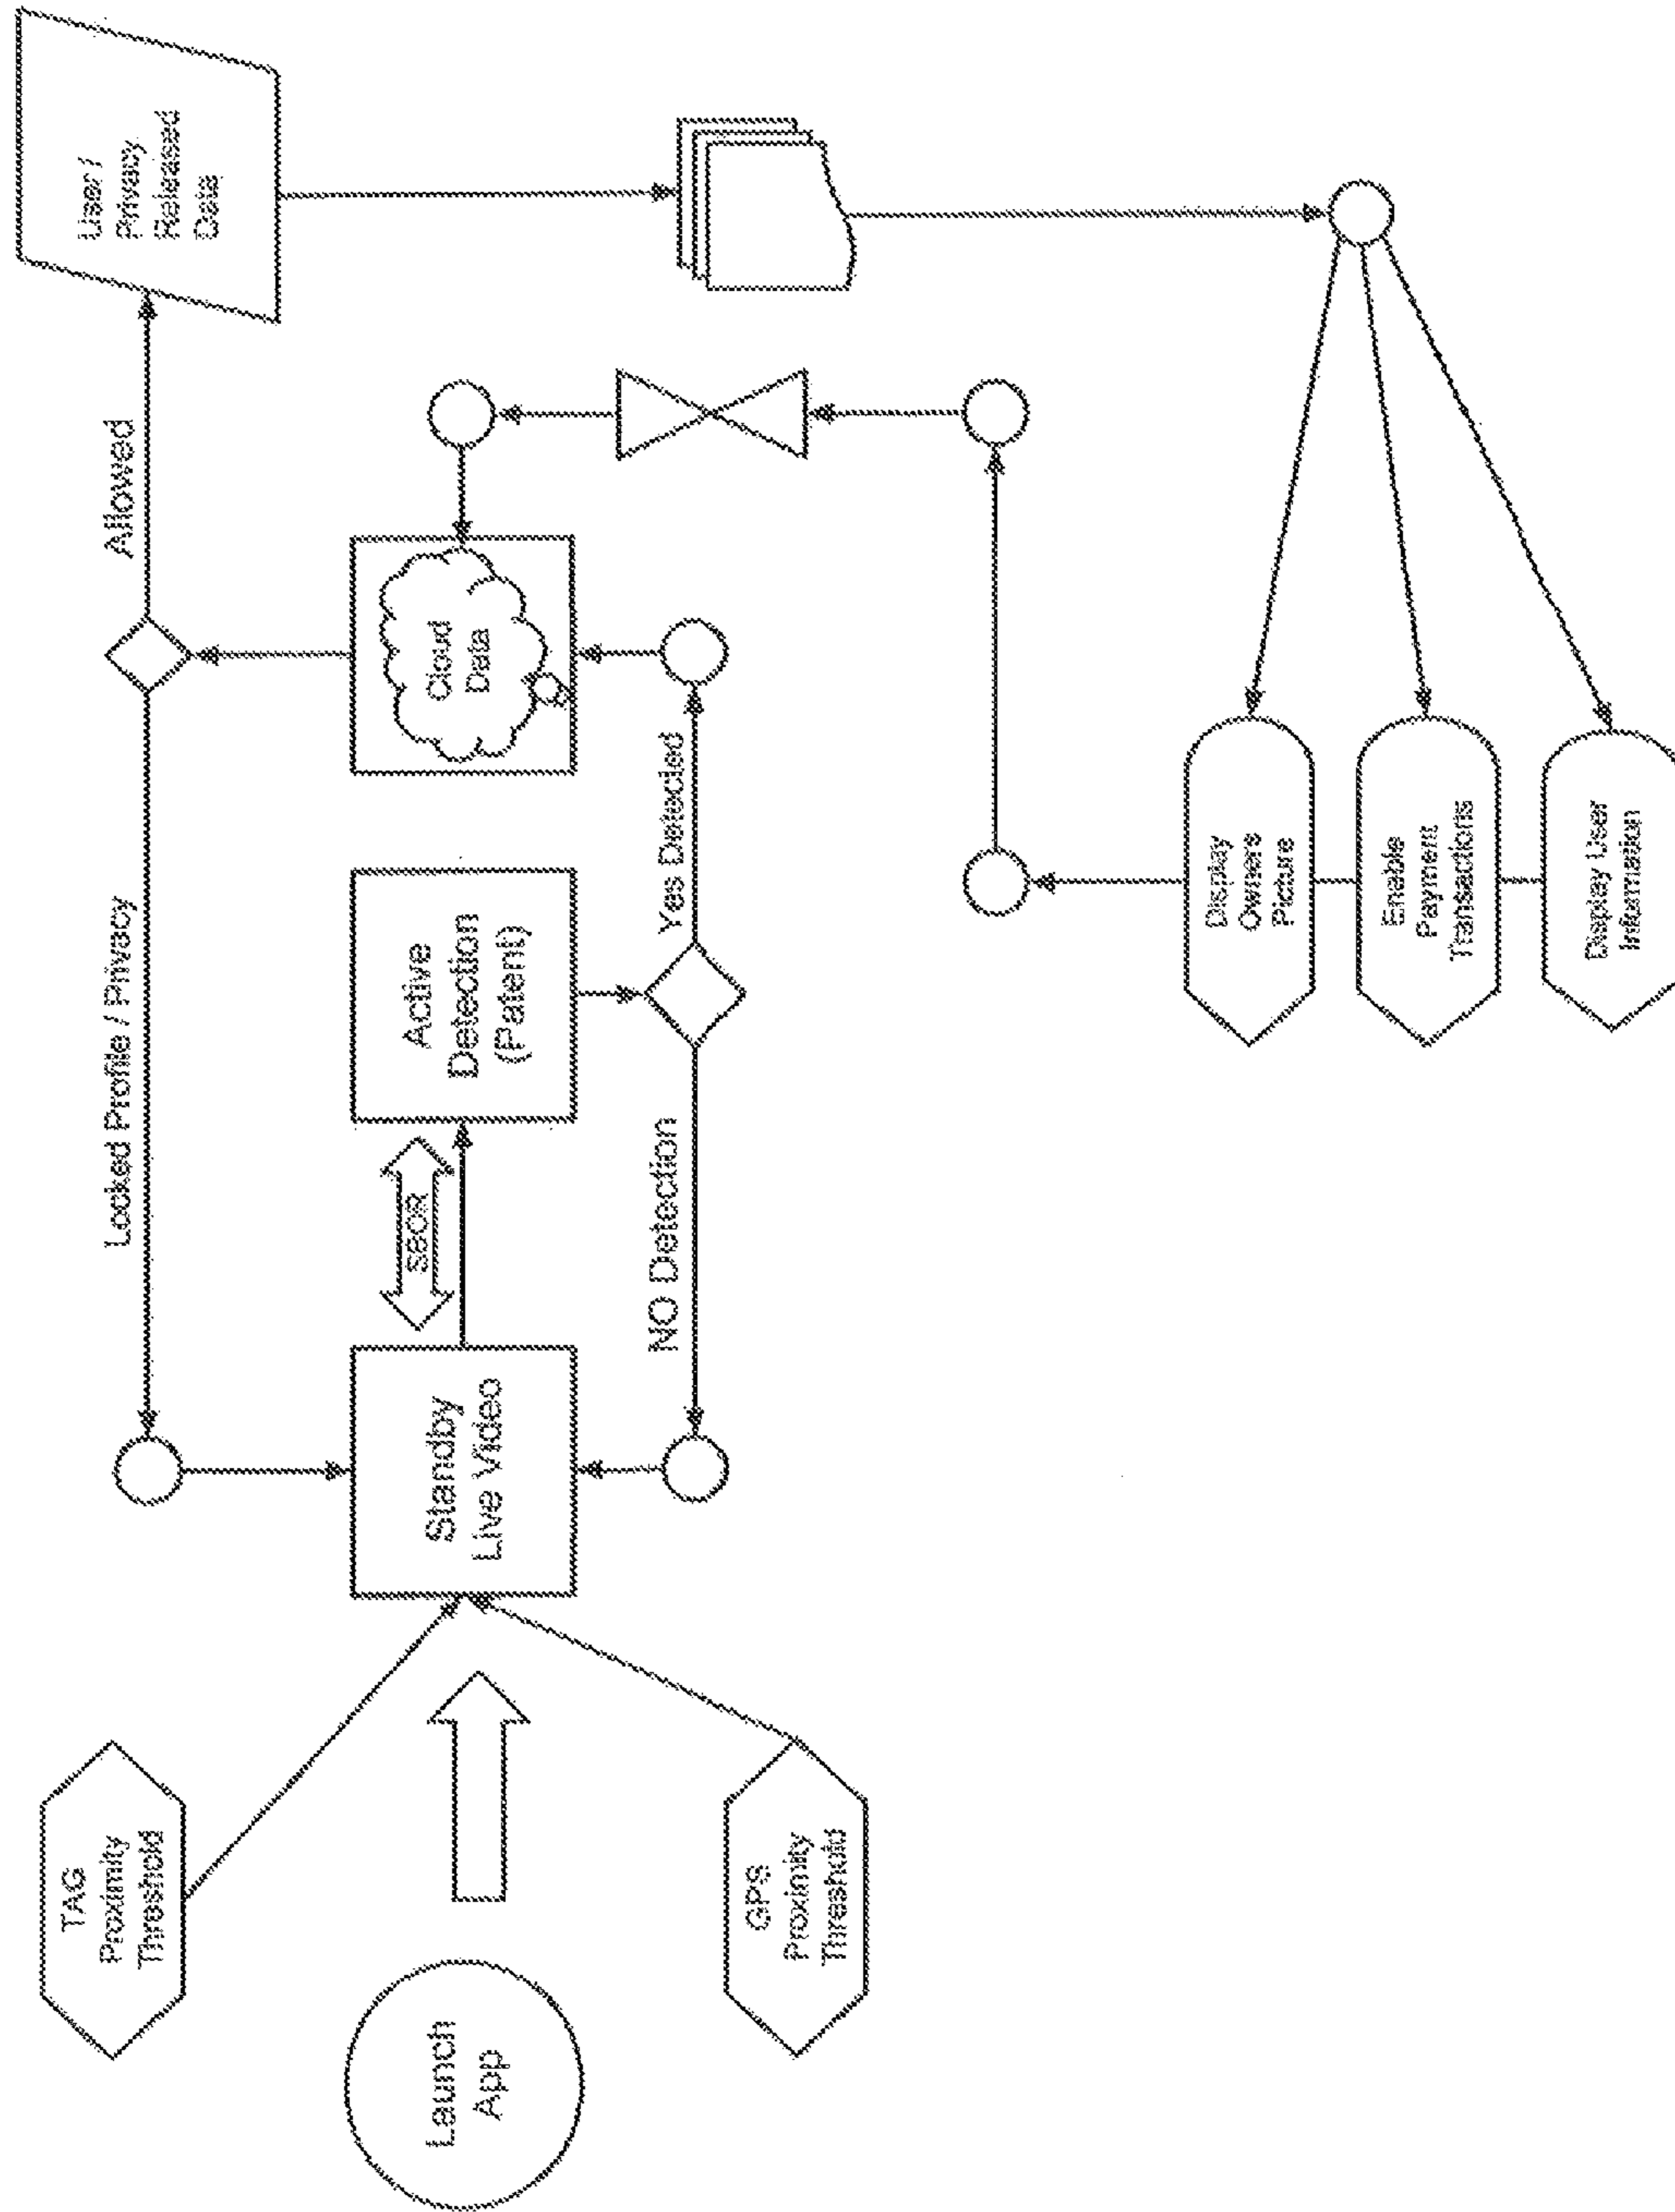 TAG
Proximity
Threshold
Launch
App
GPS
Proximity
Threshold
Standby
Live Video
Locked Profile / Privacy
Active
Detection
(Patent)
NO Detection
Yes Detected
Cloud
Data
Allowed
User /
Privacy
Released
Data
Display
Owners
Picture
Enable
Payment
Transactions
Display User
Information